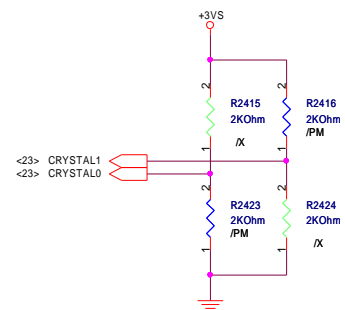 +3VS
2 2
R2415 R2416
2KOhm 2KOhm
/X /PM
1 1
<23> CRYSTAL1
<23> CRYSTAL0
2 2
R2423 R2424
2KOhm 2KOhm
/PM /X
1 1